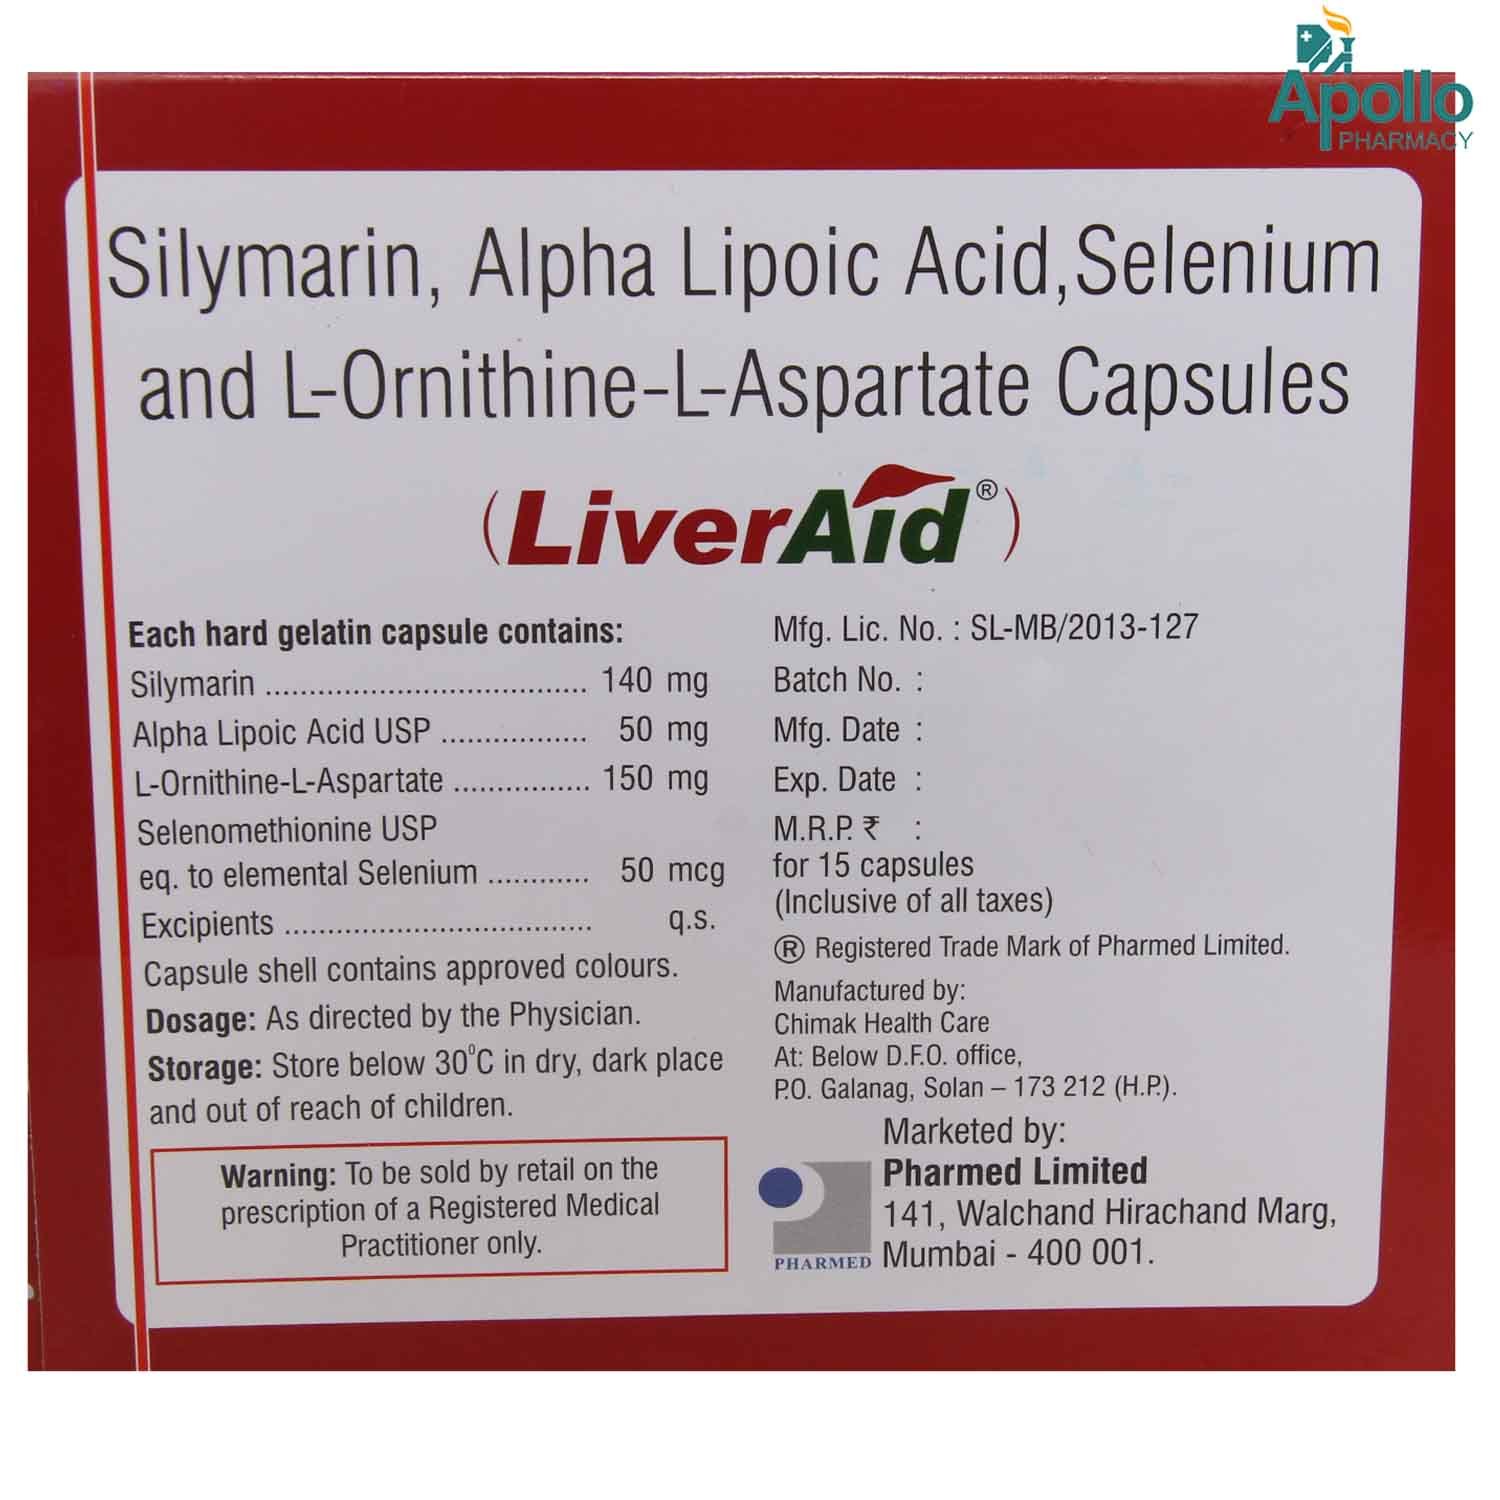 Apollo
PHARMACY
Silymarin, Alpha Lipoic Acid,Selenium
and L-Ornithine-L-Aspartate Capsules
(LiverAid®)
Each hard gelatin capsule contains:
Silymarin .................................... 140 mg
Alpha Lipoic Acid USP ................ 50 mg
L-Ornithine-L-Aspartate ............... 150 mg
Selenomethionine USP
eq. to elemental Selenium ........... 50 mcg
Excipients .................................. q.s.
Capsule shell contains approved colours.
Dosage: As directed by the Physician.
Storage: Store below 30⁰C in dry, dark place
and out of reach of children.
Warning: To be sold by retail on the
prescription of a Registered Medical
Practitioner only.
Mfg. Lic. No. : SL-MB/2013-127
Batch No. :
Mfg. Date :
Exp. Date :
M.R.P. ₹ :
for 15 capsules
(Inclusive of all taxes)
® Registered Trade Mark of Pharmed Limited.
Manufactured by:
Chimak Health Care
At: Below D.F.O. office,
P.O. Galanag, Solan – 173 212 (H.P.).
Marketed by:
Pharmed Limited
141, Walchand Hirachand Marg,
Mumbai - 400 001.
PHARMED